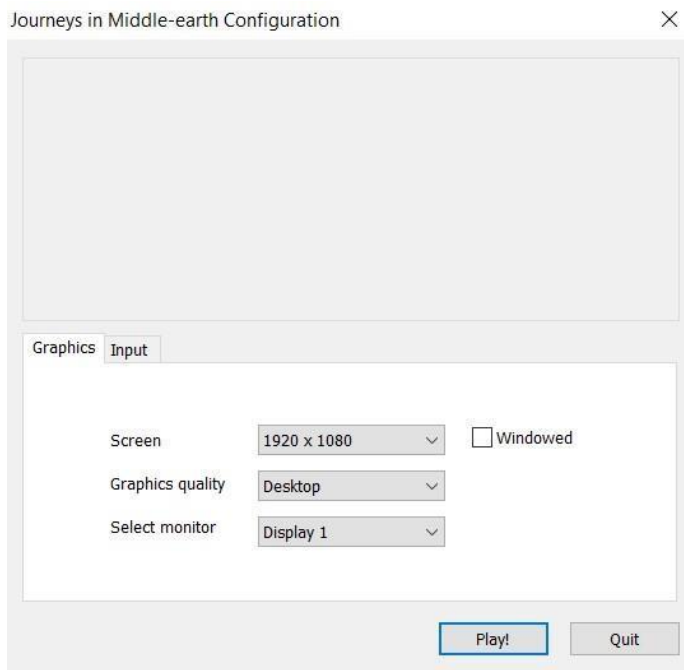 Journeys in Middle-earth Configuration
Graphics Input
Screen 1920 x 1080 Windowed
Graphics quality Desktop
Select monitor Display 1
Play! Quit